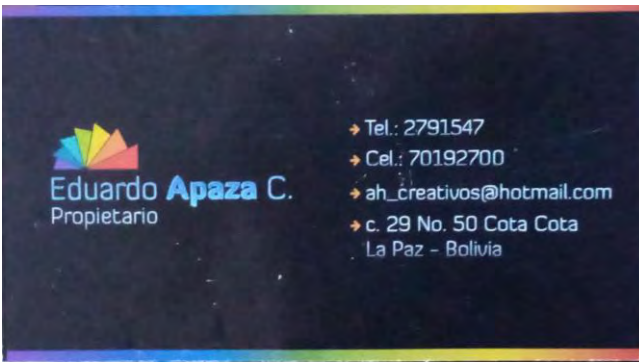 Eduardo Apaza C.
Propietario
Tel.: 2791547
Cel.: 70192700
ah_creativos@hotmail.com
c. 29 No. 50 Cota Cota
La Paz - Bolivia